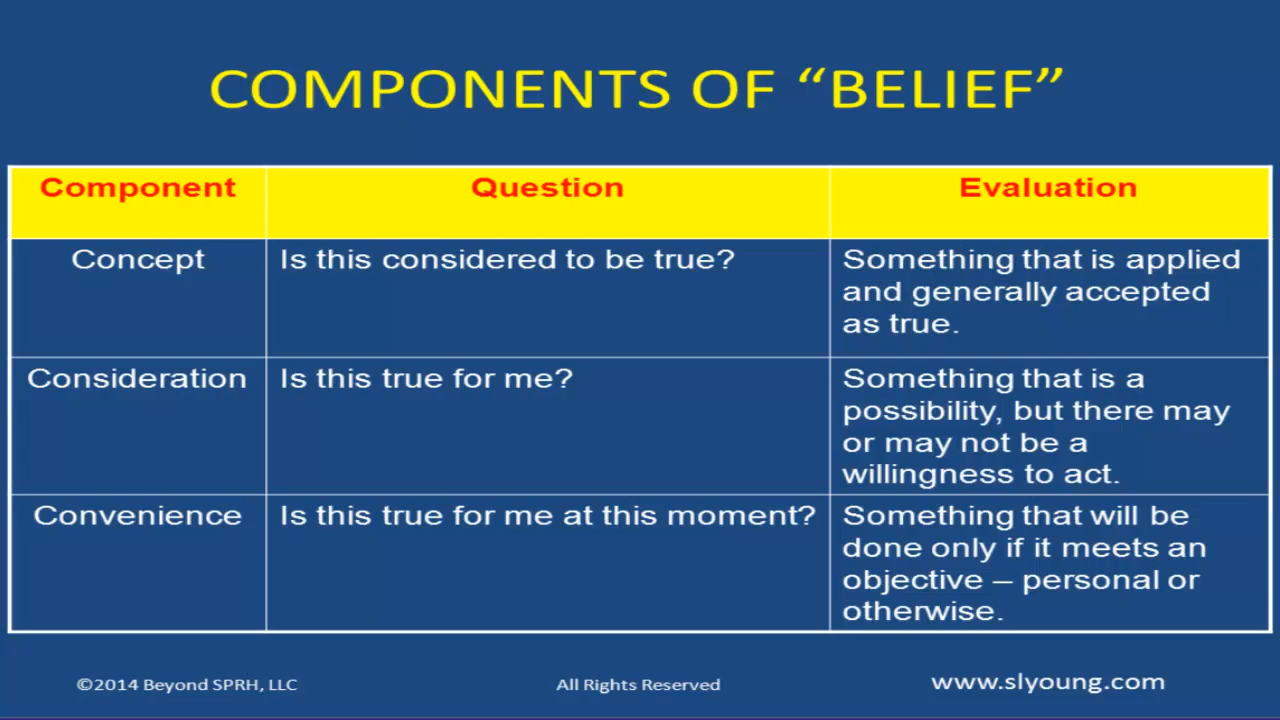 COMPONENTS OF “BELIEF”
Component
Question
Evaluation
Concept
Is this considered to be true?
Something that is applied
and generally accepted
as true.
Consideration
Is this true for me?
Something that is a
possibility, but there may
or may not be a
willingness to act.
Convenience
Is this true for me at this moment?
Something that will be
done only if it meets an
objective – personal or
otherwise.
©2014 Beyond SPRH, LLC
All Rights Reserved
www.slyoung.com